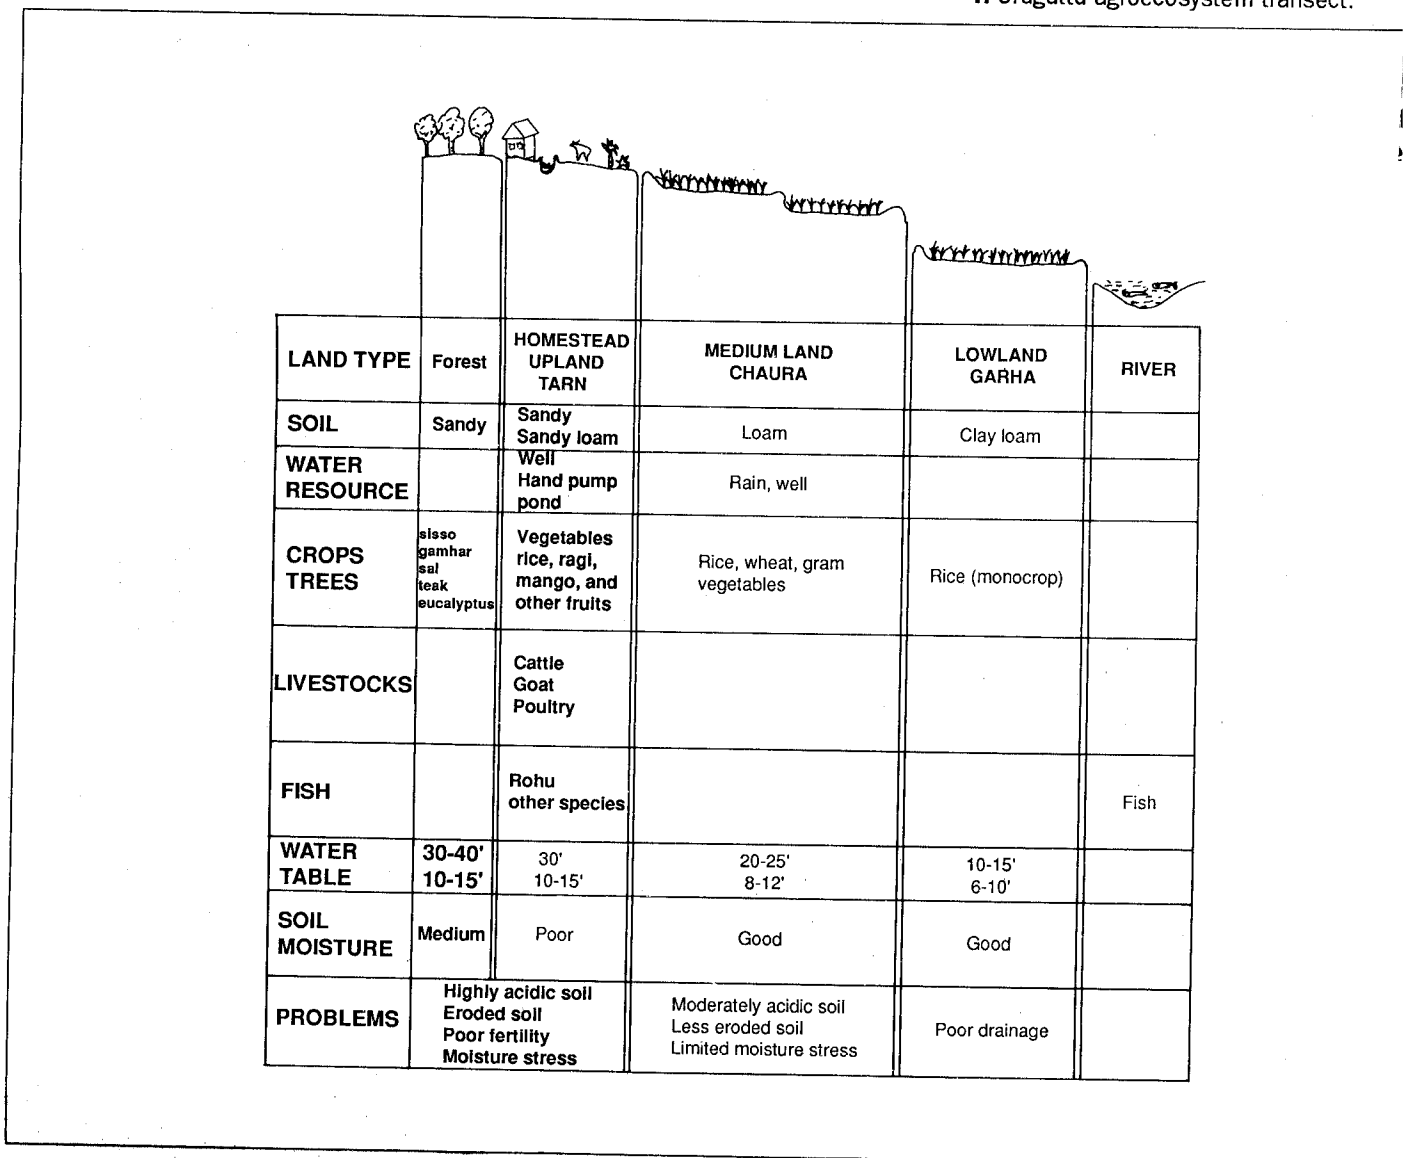 agroecosystem transect.
LAND TYPE
Forest
HOMESTEAD
UPLAND
TARN
MEDIUM LAND
CHAURA
LOWLAND
GARHA
RIVER
SOIL
Sandy
Sandy
Sandy loam
Loam
Clay loam
WATER
RESOURCE
Well
Hand pump
pond
Rain, well
CROPS
TREES
sisso
gamhar
sal
teak
eucalyptus
Vegetables
rice, ragi,
mango, and
other fruits
Rice, wheat, gram
vegetables
Rice (monocrop)
LIVESTOCKS
Cattle
Goat
Poultry
FISH
Rohu
other species
Fish
WATER
TABLE
30-40'
10-15'
30'
10-15'
20-25'
8-12'
10-15'
6-10'
SOIL
MOISTURE
Medium
Poor
Good
Good
PROBLEMS
Highly acidic soil
Eroded soil
Poor fertility
Moisture stress
Moderately acidic soil
Less eroded soil
Limited moisture stress
Poor drainage